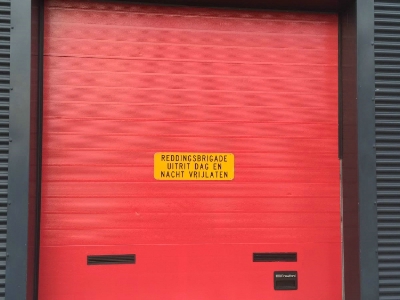 REDDINGSBRIGADE
UITRIT DAG EN
NACHT VRIJLATEN